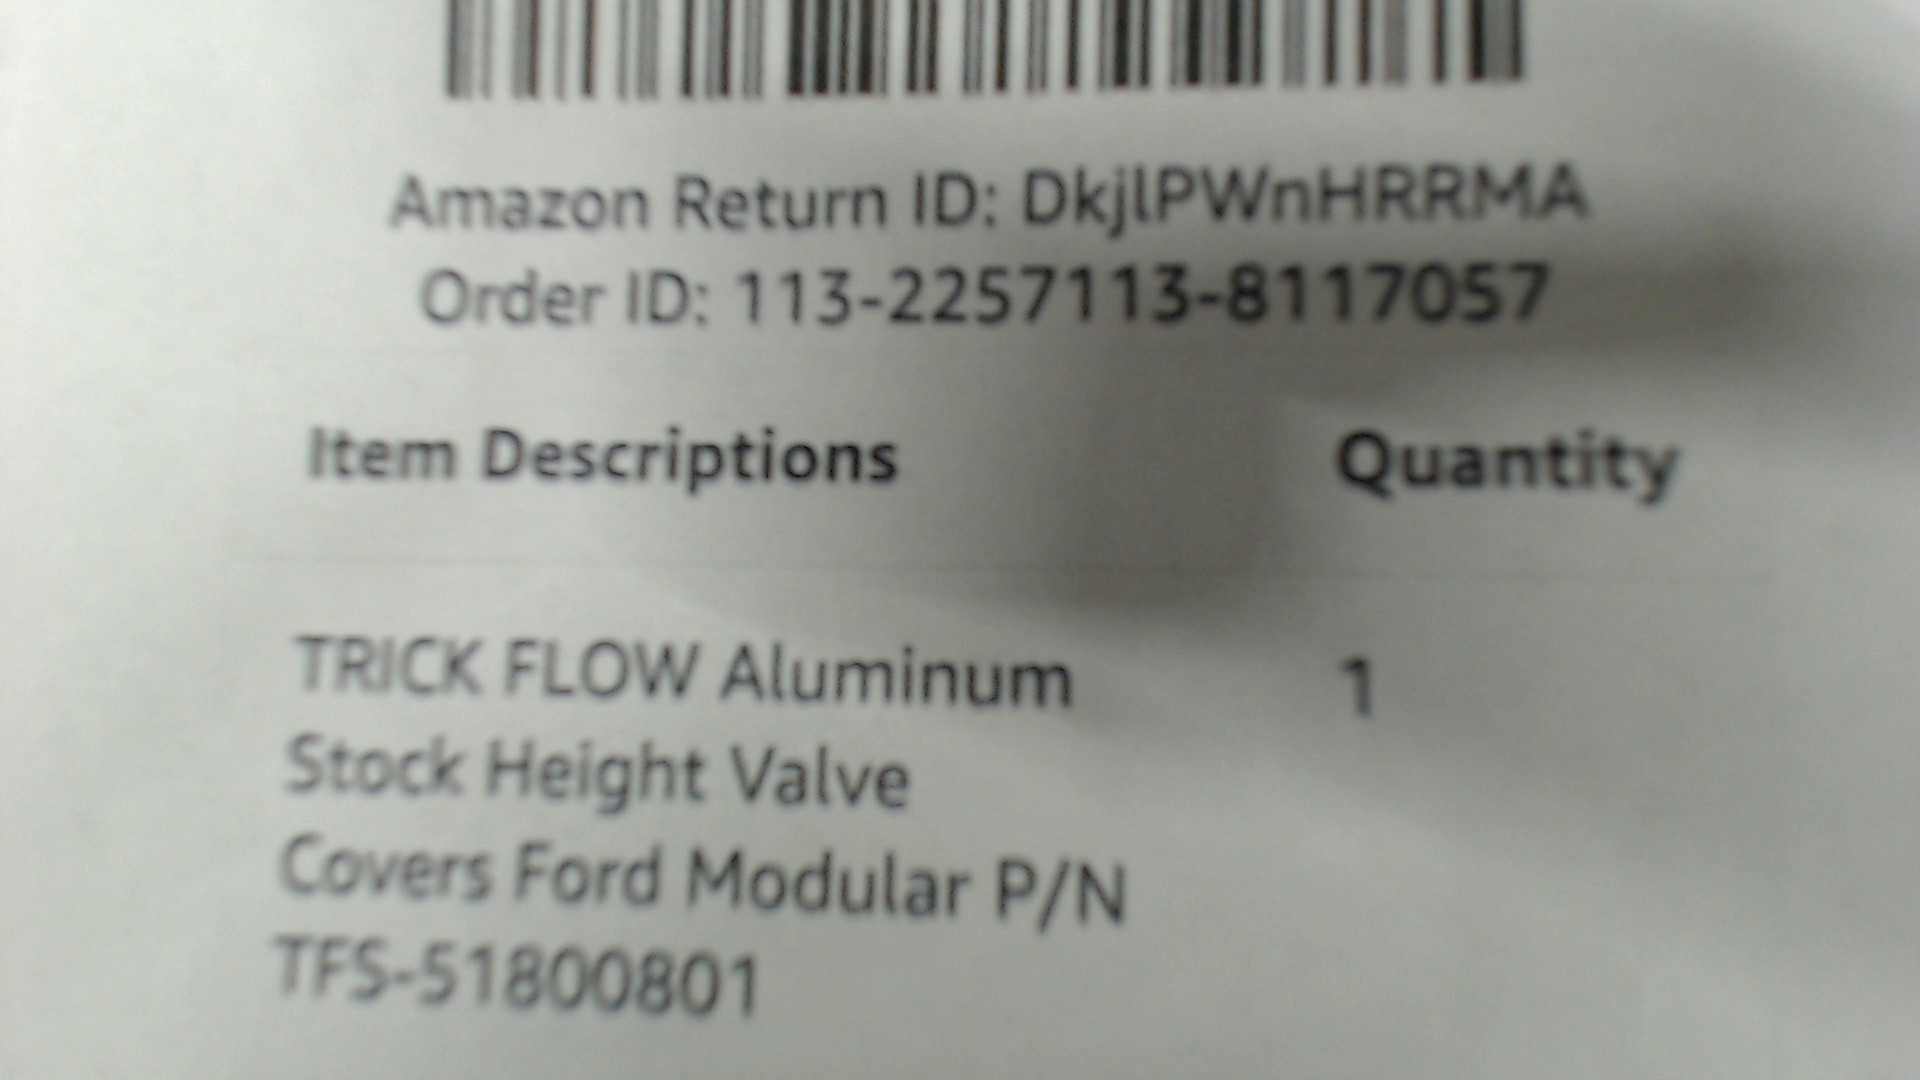 Amazon Return ID: DkjlPWnHRRMA
Order ID: 113-2257113-8117057
Item Descriptions Quantity
TRICK FLOW Aluminum 1
Stock Height Valve
Covers Ford Modular P/N
TFS-51800801